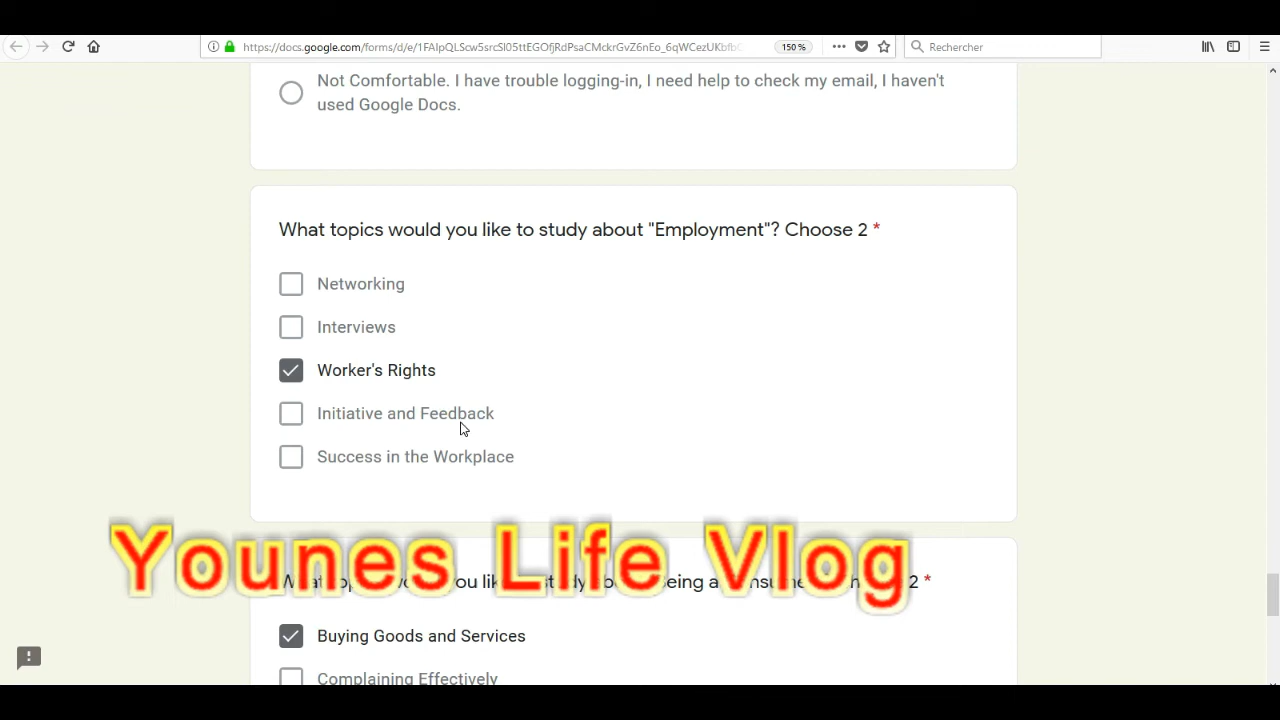 https://docs.google.com/forms/d/e/1FAIpQLScw5srcSl05ttEGOfjRdPsaCMckrGvZ6nEo_6qWCezUKbfbC
150 %
Rechercher
Not Comfortable. I have trouble logging-in, I need help to check my email, I haven't
used Google Docs.
What topics would you like to study about "Employment"? Choose 2 *
Networking
Interviews
Worker's Rights
Initiative and Feedback
Success in the Workplace
Younes Life Vlog
2 *
Buying Goods and Services
Complaining Effectively